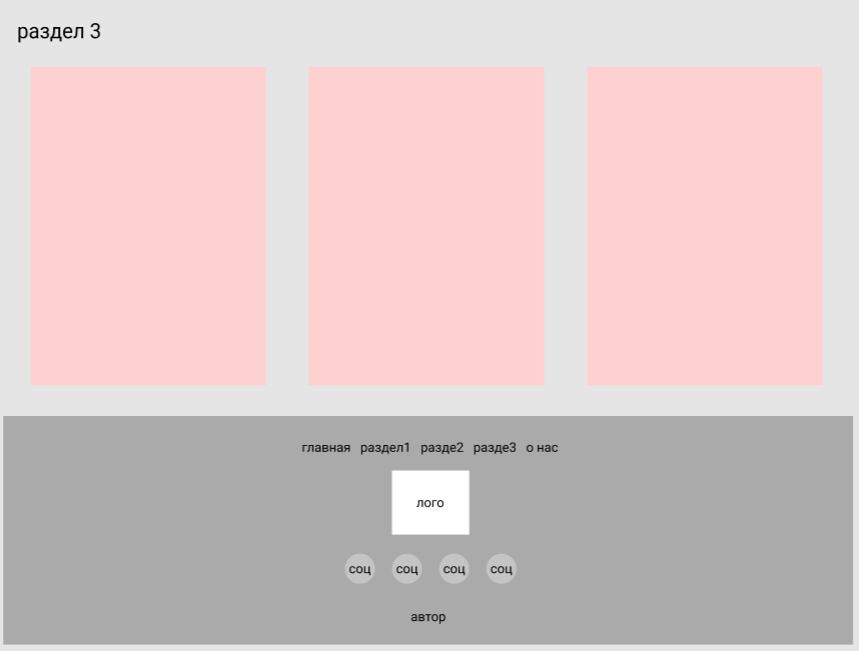 раздел 3
главная раздел1 разде2 разде3 о нас
лого
соц соц соц соц
автор